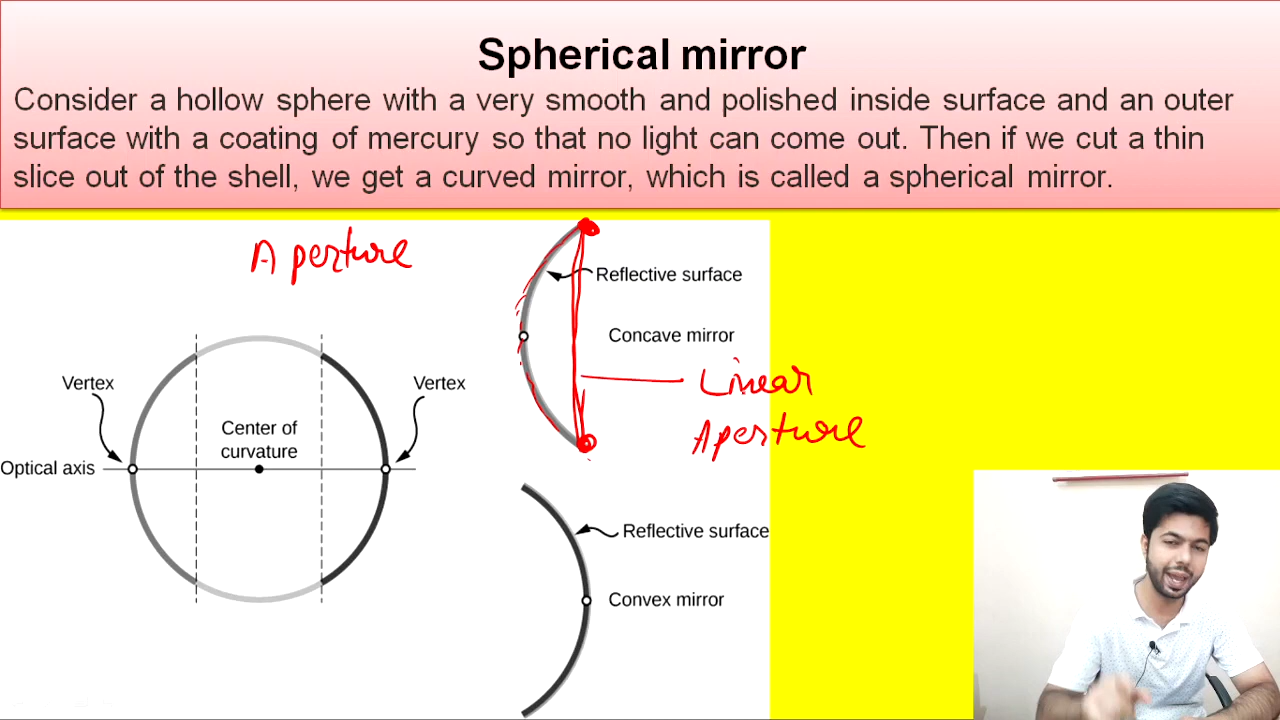 Spherical mirror
Consider a hollow sphere with a very smooth and polished inside surface and an outer
surface with a coating of mercury so that no light can come out. Then if we cut a thin
slice out of the shell, we get a curved mirror, which is called a spherical mirror.
Aperture
Reflective surface
Concave mirror
Linear
Aperture
Vertex
Vertex
Center of
curvature
Optical axis
Reflective surface
Convex mirror